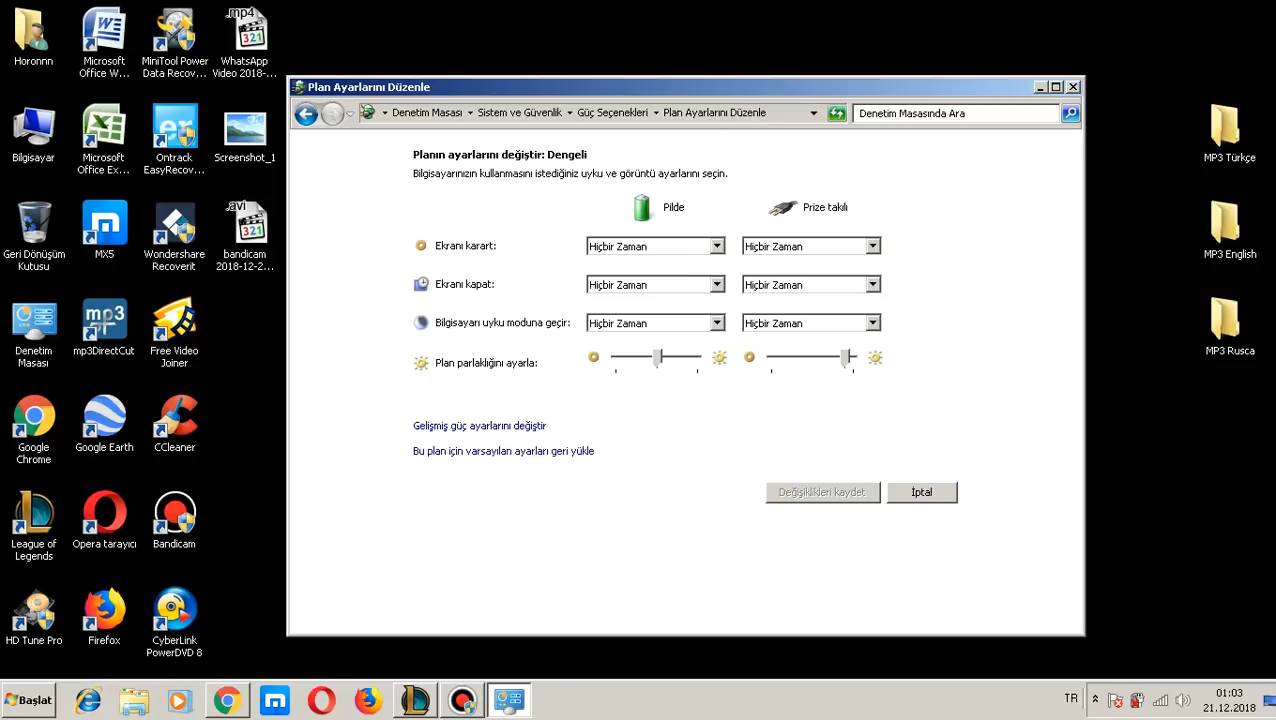 Horonnn
Microsoft
Office W...
MiniTool Power
Data Recov...
.mp4
WhatsApp
Video 2018-...
Bilgisayar
Microsoft
Office Ex...
Ontrack
EasyRecov...
Screenshot_1
Geri Dönüşüm
Kutusu
MX5
Wondershare
Recoverit
.avi
bandicam
2018-12-2...
Denetim
Masası
mp3
mp3DirectCut
Free Video
Joiner
Google
Chrome
Google Earth
CCleaner
League of
Legends
Opera tarayıcı
Bandicam
HD Tune Pro
Firefox
CyberLink
PowerDVD 8
Plan Ayarlarını Düzenle
Denetim Masası
Sistem ve Güvenlik
Güç Seçenekleri
Plan Ayarlarını Düzenle
Denetim Masasında Ara
Planın ayarlarını değiştir: Dengeli
Bilgisayarınızın kullanmasını istediğiniz uyku ve görüntü ayarlarını seçin.
Pilde
Prize takılı
Ekranı karart:
Hiçbir Zaman
Hiçbir Zaman
Ekranı kapat:
Hiçbir Zaman
Hiçbir Zaman
Bilgisayarı uyku moduna geçir:
Hiçbir Zaman
Hiçbir Zaman
Plan parlaklığını ayarla:
Gelişmiş güç ayarlarını değiştir
Bu plan için varsayılan ayarları geri yükle
Değişiklikleri kaydet
İptal
MP3 Türkçe
MP3 English
MP3 Rusca
Başlat
TR
01:03
21.12.2018